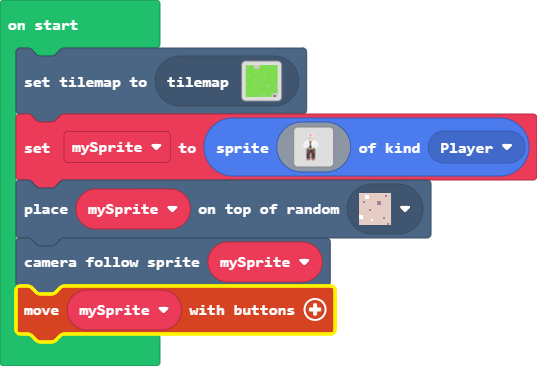 on start
set tilemap to tilemap
set mySprite to sprite of kind Player
place mySprite on top of random
camera follow sprite mySprite
move mySprite with buttons